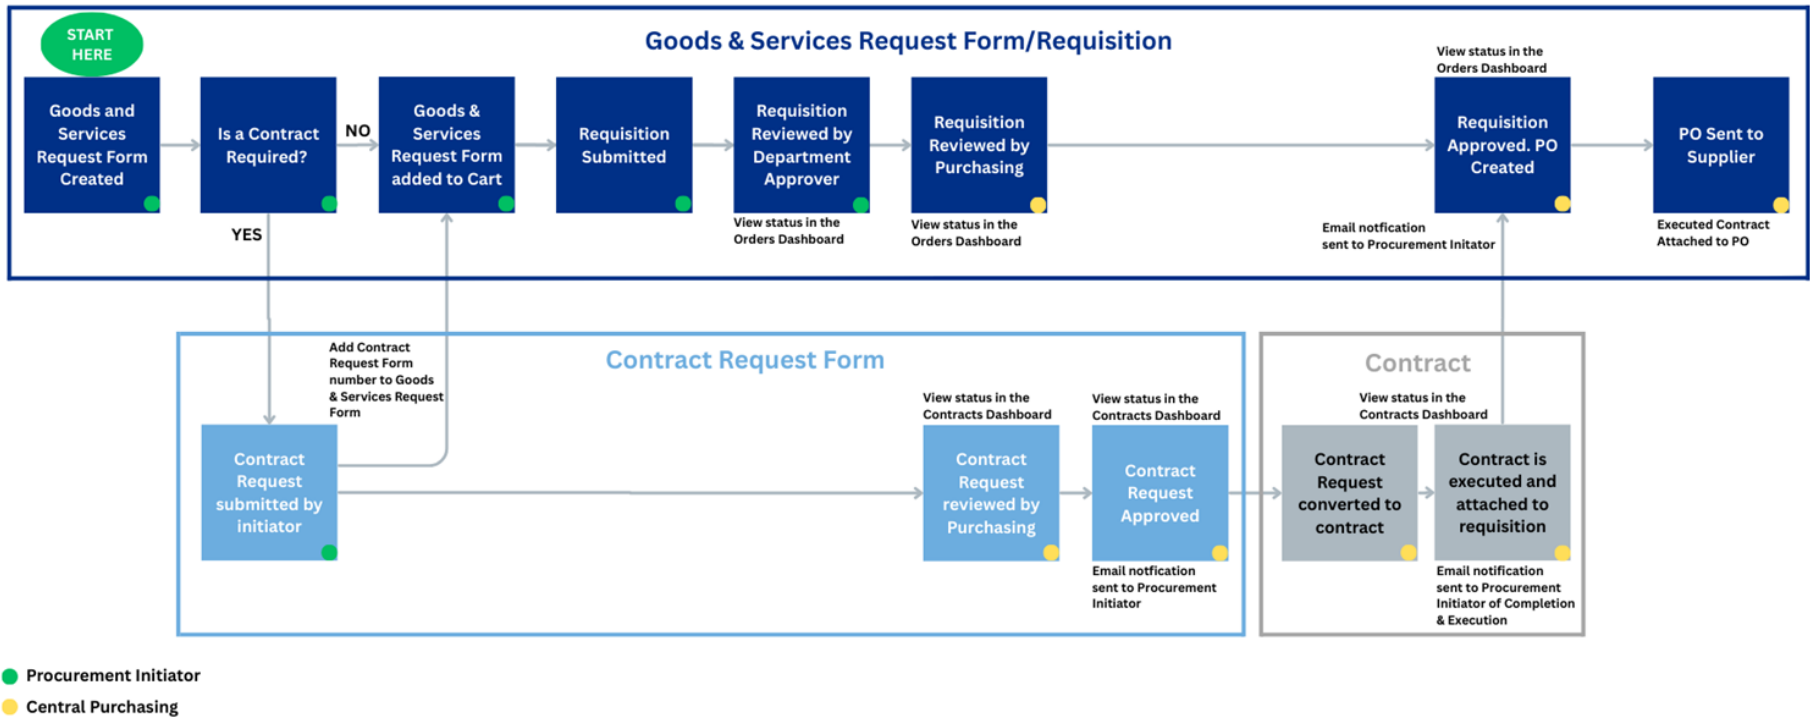 START
HERE
Goods & Services Request Form/Requisition
Goods and
Services
Request Form
Created
Is a Contract
Required?
NO
YES
Goods &
Services
Request Form
added to Cart
Requisition
Submitted
Requisition
Reviewed by
Department
Approver
View status in the
Orders Dashboard
Requisition
Reviewed by
Purchasing
View status in the
Orders Dashboard
View status in the
Orders Dashboard
Requisition
Approved. PO
Created
Email notfication
sent to Procurement Initator
PO Sent to
Supplier
Executed Contract
Attached to PO
Contract Request Form
Add Contract
Request Form
number to Goods
& Services Request
Form
Contract
Request
submitted by
initiator
View status in the
Contracts Dashboard
Contract
Request
reviewed by
Purchasing
View status in the
Contracts Dashboard
Contract
Request
Approved
Email notfication
sent to Procurement
Initiator
Contract
View status in the
Contracts Dashboard
Contract
Request
converted to
contract
Contract is
executed and
attached to
requisition
Email notification
sent to Procurement
Initiator of Completion
& Execution
Procurement Initiator
Central Purchasing